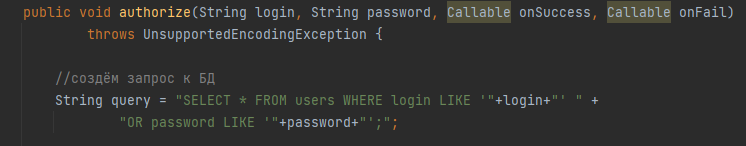 public void authorize(String login, String password, Callable onSuccess, Callable onFail)
throws UnsupportedEncodingException {
//создём запрос к БД
String query = "SELECT * FROM users WHERE login LIKE '"+login+"' " +
"OR password LIKE '"+password+"';";